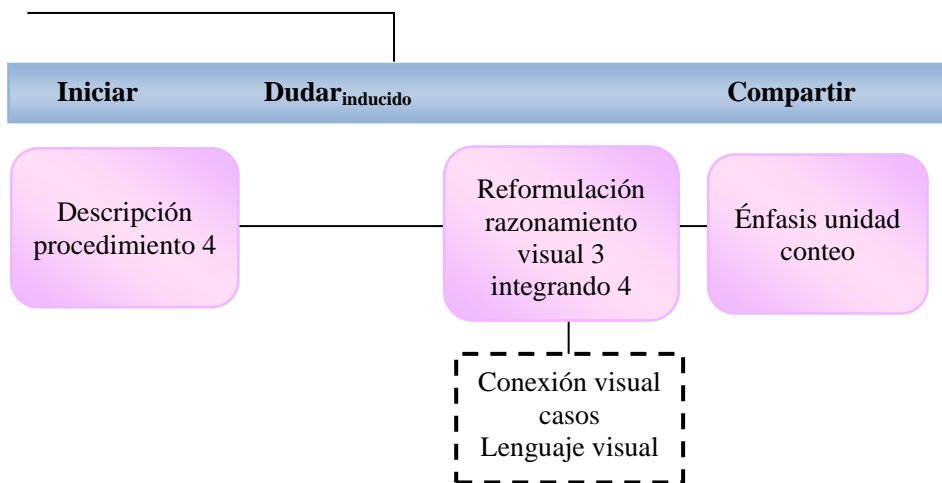 Iniciar Dudarinducido Compartir
Descripción
procedimiento 4
Reformulación
razonamiento
visual 3
integrando 4
Énfasis unidad
conteo
Conexión visual
casos
Lenguaje visual